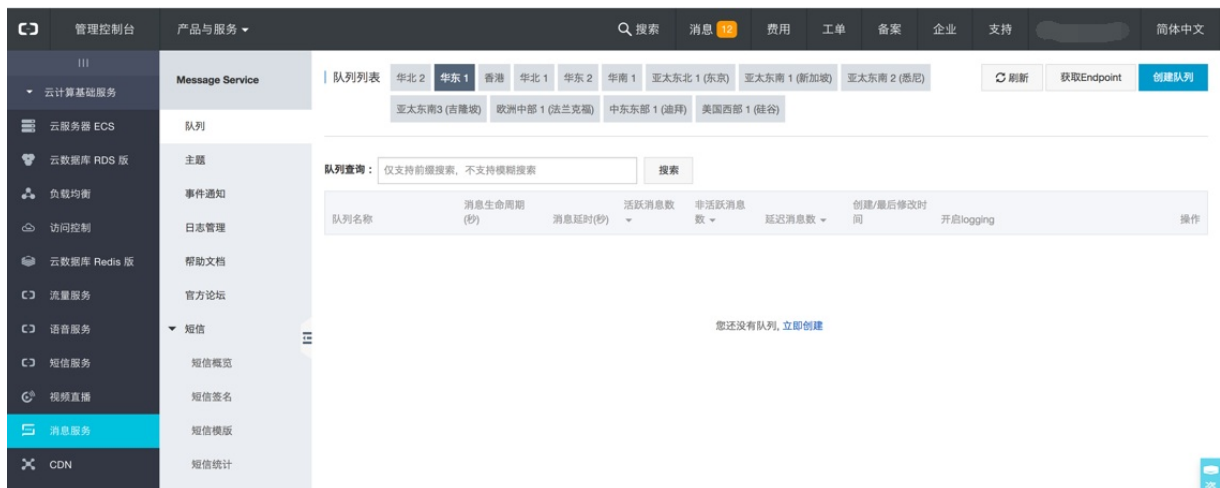 管理控制台 产品与服务 搜索 消息 12 费用 工单 备案 企业 支持 简体中文
云计算基础服务
云服务器 ECS
云数据库 RDS 版
负载均衡
访问控制
云数据库 Redis 版
流量服务
语音服务
短信服务
视频直播
消息服务
CDN
Message Service
队列
主题
事件通知
日志管理
帮助文档
官方论坛
短信
短信概览
短信签名
短信模版
短信统计
队列列表 华北 2 华东 1 香港 华北 1 华东 2 华南 1 亚太东北 1 (东京) 亚太东南 1 (新加坡) 亚太东南 2 (悉尼) 刷新 获取Endpoint 创建队列
亚太东南3 (吉隆坡) 欧洲中部 1 (法兰克福) 中东东部 1 (迪拜) 美国西部 1 (硅谷)
队列查询： 仅支持前缀搜索，不支持模糊搜索 搜索
队列名称 消息生命周期(秒) 消息延时(秒) 活跃消息数 非活跃消息数 延迟消息数 创建/最后修改时间 开启logging 操作
您还没有队列, 立即创建